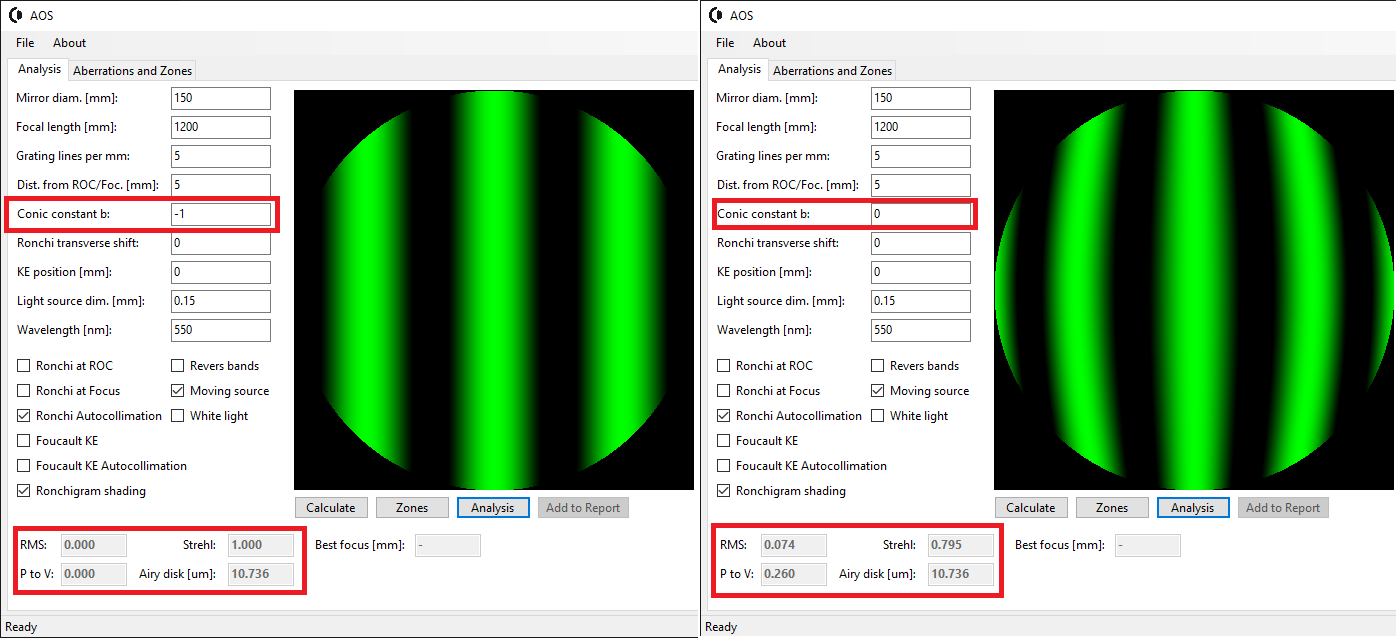 AOS
File About
Analysis Aberrations and Zones
Mirror diam. [mm]: 150
Focal length [mm]: 1200
Grating lines per mm: 5
Dist. from ROC/Foc. [mm]: 5
Conic constant b: -1
Ronchi transverse shift: 0
KE position [mm]: 0
Light source dim. [mm]: 0.15
Wavelength [nm]: 550
Ronchi at ROC Revers bands
Ronchi at Focus Moving source
Ronchi Autocollimation White light
Foucault KE
Foucault KE Autocollimation
Ronchigram shading
Calculate Zones Analysis Add to Report
RMS: 0.000 Strehl: 1.000 Best focus [mm]: -
P to V: 0.000 Airy disk [um]: 10.736
Ready
AOS
File About
Analysis Aberrations and Zones
Mirror diam. [mm]: 150
Focal length [mm]: 1200
Grating lines per mm: 5
Dist. from ROC/Foc. [mm]: 5
Conic constant b: 0
Ronchi transverse shift: 0
KE position [mm]: 0
Light source dim. [mm]: 0.15
Wavelength [nm]: 550
Ronchi at ROC Revers bands
Ronchi at Focus Moving source
Ronchi Autocollimation White light
Foucault KE
Foucault KE Autocollimation
Ronchigram shading
Calculate Zones Analysis Add to Report
RMS: 0.074 Strehl: 0.795 Best focus [mm]: -
P to V: 0.260 Airy disk [um]: 10.736
Ready